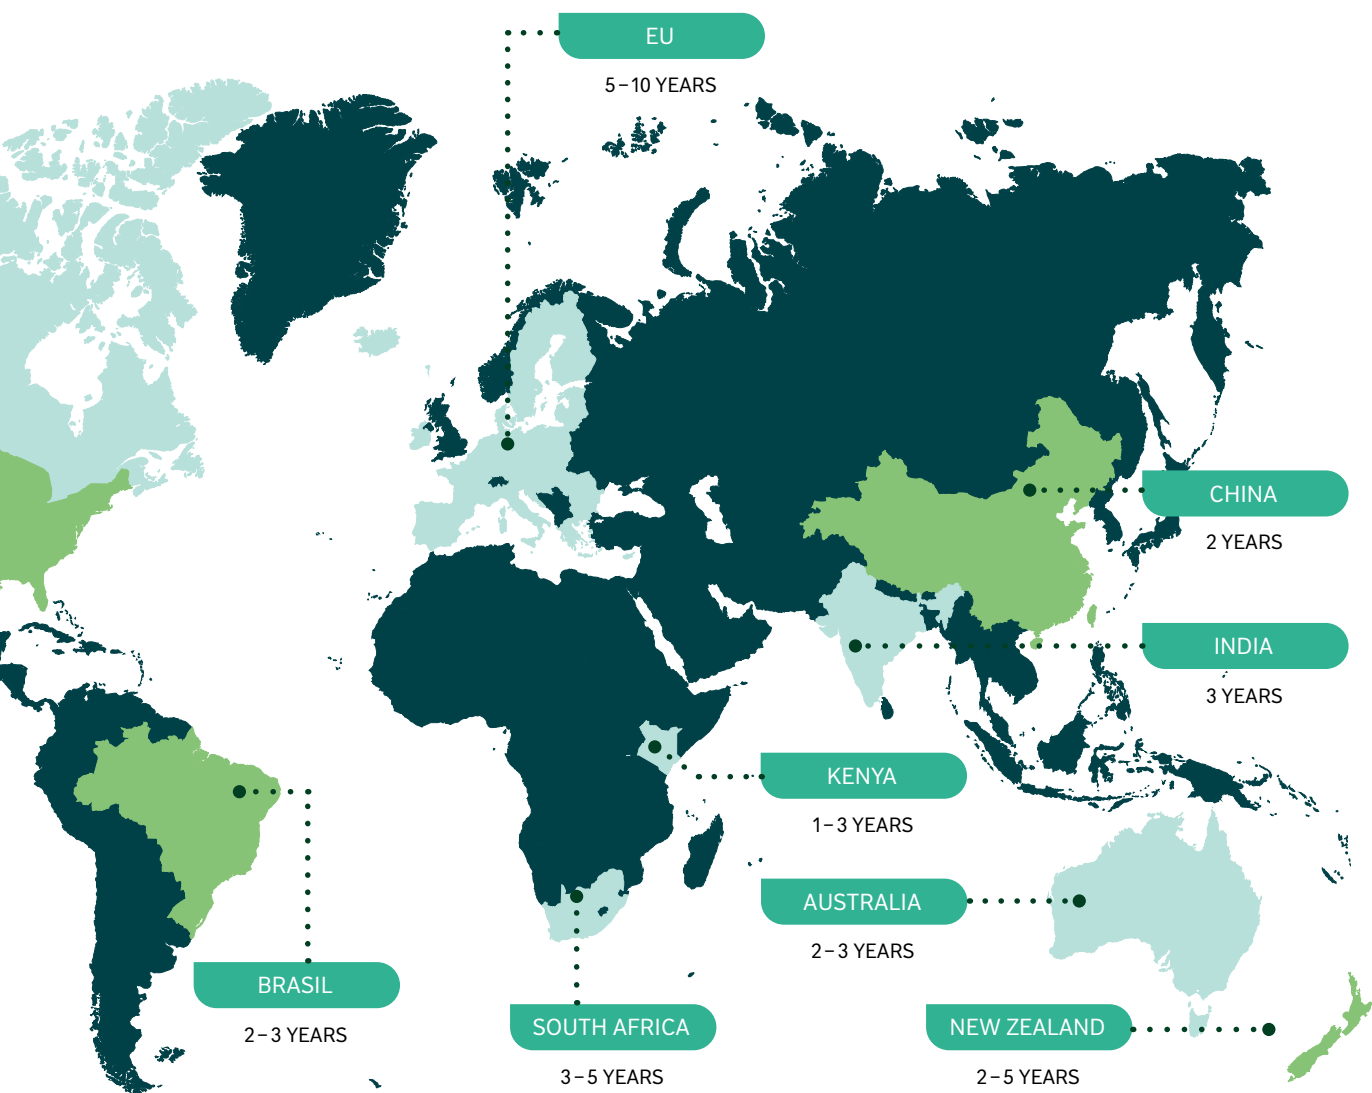 EU
5–10 YEARS
CHINA
2 YEARS
INDIA
3 YEARS
KENYA
1–3 YEARS
AUSTRALIA
2–3 YEARS
BRASIL
2–3 YEARS
SOUTH AFRICA
3–5 YEARS
NEW ZEALAND
2–5 YEARS